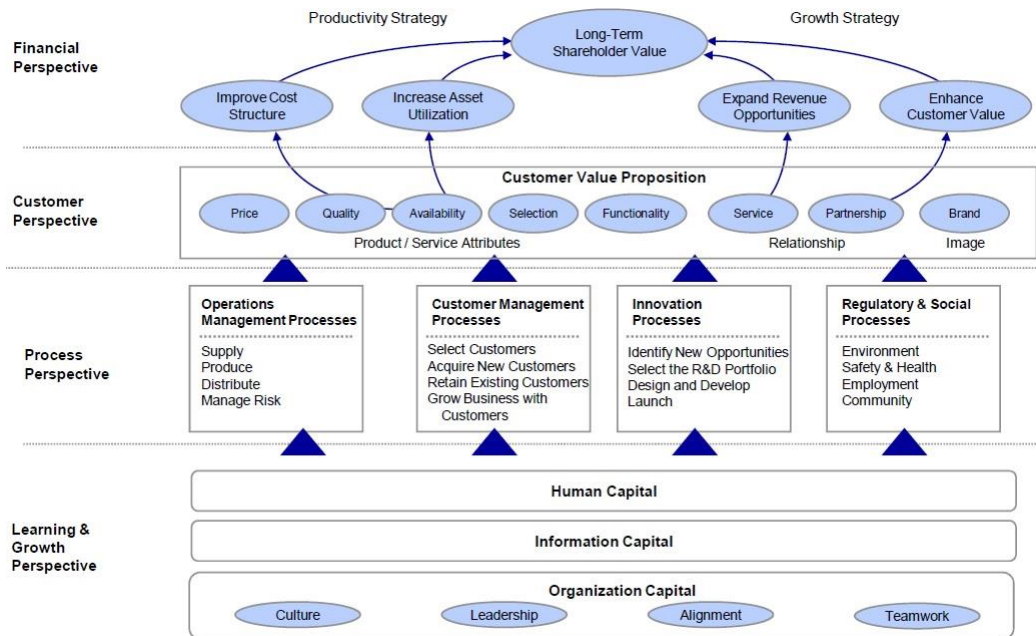 Productivity Strategy
Growth Strategy
Financial
Perspective
Long-Term
Shareholder Value
Improve Cost
Structure
Increase Asset
Utilization
Expand Revenue
Opportunities
Enhance
Customer Value
Customer
Perspective
Customer Value Proposition
Price
Quality
Availability
Selection
Functionality
Service
Partnership
Brand
Product / Service Attributes
Relationship
Image
Process
Perspective
Operations
Management Processes
Supply
Produce
Distribute
Manage Risk
Customer Management
Processes
Select Customers
Acquire New Customers
Retain Existing Customers
Grow Business with
Customers
Innovation
Processes
Identify New Opportunities
Select the R&D Portfolio
Design and Develop
Launch
Regulatory & Social
Processes
Environment
Safety & Health
Employment
Community
Learning &
Growth
Perspective
Human Capital
Information Capital
Organization Capital
Culture
Leadership
Alignment
Teamwork